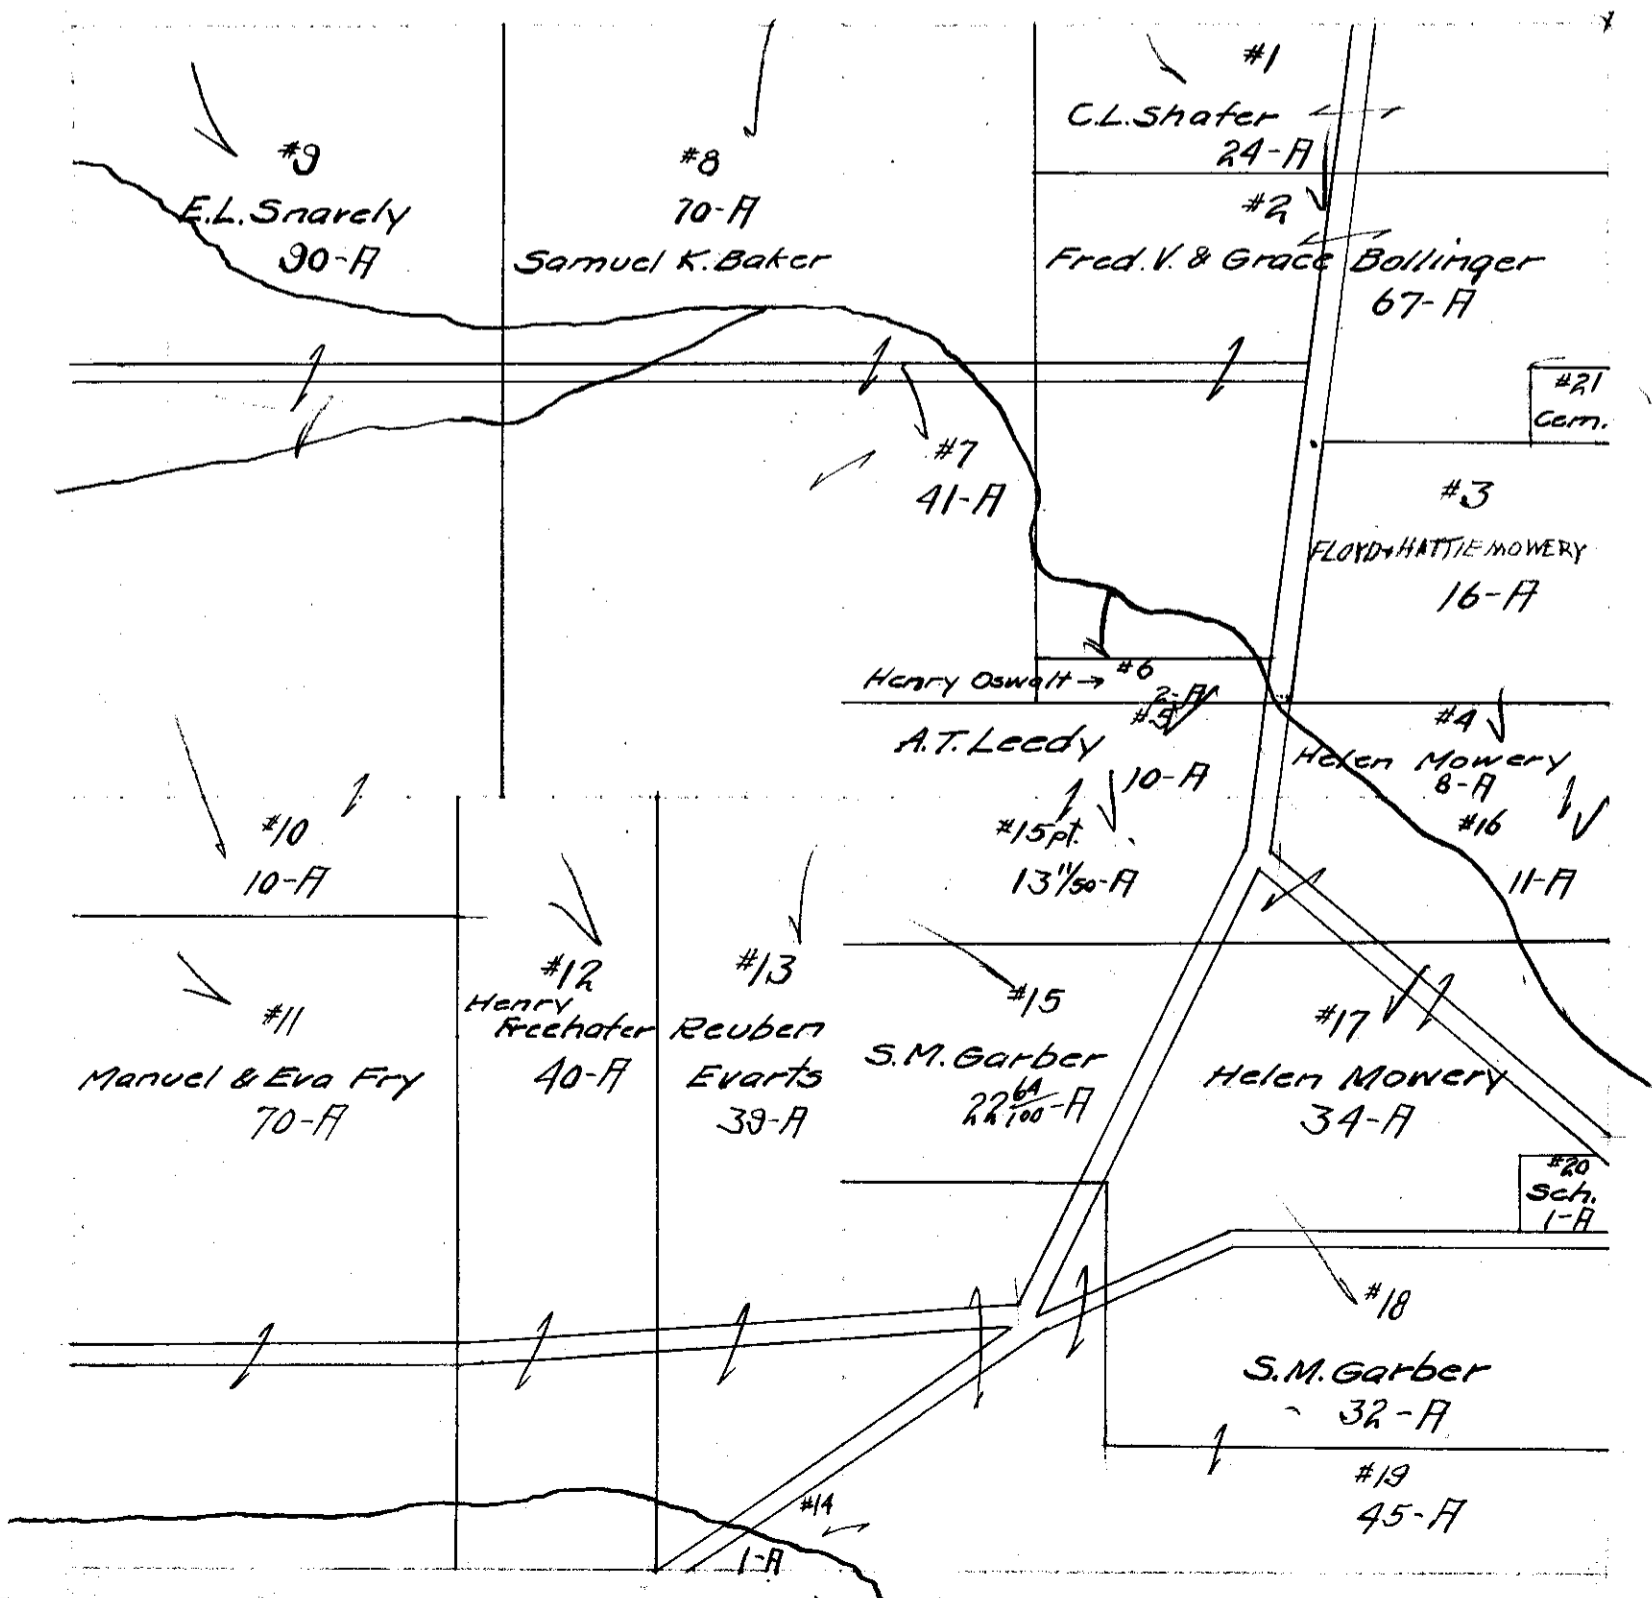 #1
C.L. Shafer
24-A
#2
Fred. V. & Grace Bollinger
67-A
#9
E.L. Snavely
90-A
#8
70-A
Samuel K. Baker
#21
Cem.
#7
41-A
#3
FLOYD & HATTIE MOWERY
16-A
Henry Oswalt → #6
2-A
#5
A.T. Leedy
10-A
#4
Helen Mowery
8-A
#16
11-A
#15 pt.
13 11/50-A
#10
10-A
#11
Manuel & Eva Fry
70-A
#12
Henry
Freehafer
40-A
#13
Reuben
Evarts
39-A
#15
S.M. Garber
22 64/100-A
#17
Helen Mowery
34-A
#20
Sch.
1-A
#18
S.M. Garber
32-A
#19
45-A
#14
1-A